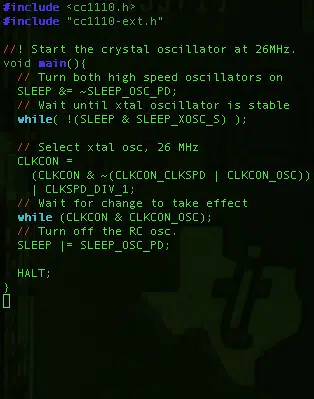 #include <cc1110.h>
#include "cc1110-ext.h"
//! Start the crystal oscillator at 26MHz.
void main(){
  // Turn both high speed oscillators on
  SLEEP &= ~SLEEP_OSC_PD;
  // Wait until xtal oscillator is stable
  while( !(SLEEP & SLEEP_XOSC_S) );
  // Select xtal osc, 26 MHz
  CLKCON =
    (CLKCON & ~(CLKCON_CLKSPD | CLKCON_OSC))
    | CLKSPD_DIV_1;
  // Wait for change to take effect
  while (CLKCON & CLKCON_OSC);
  // Turn off the RC osc.
  SLEEP |= SLEEP_OSC_PD;
  HALT;
}